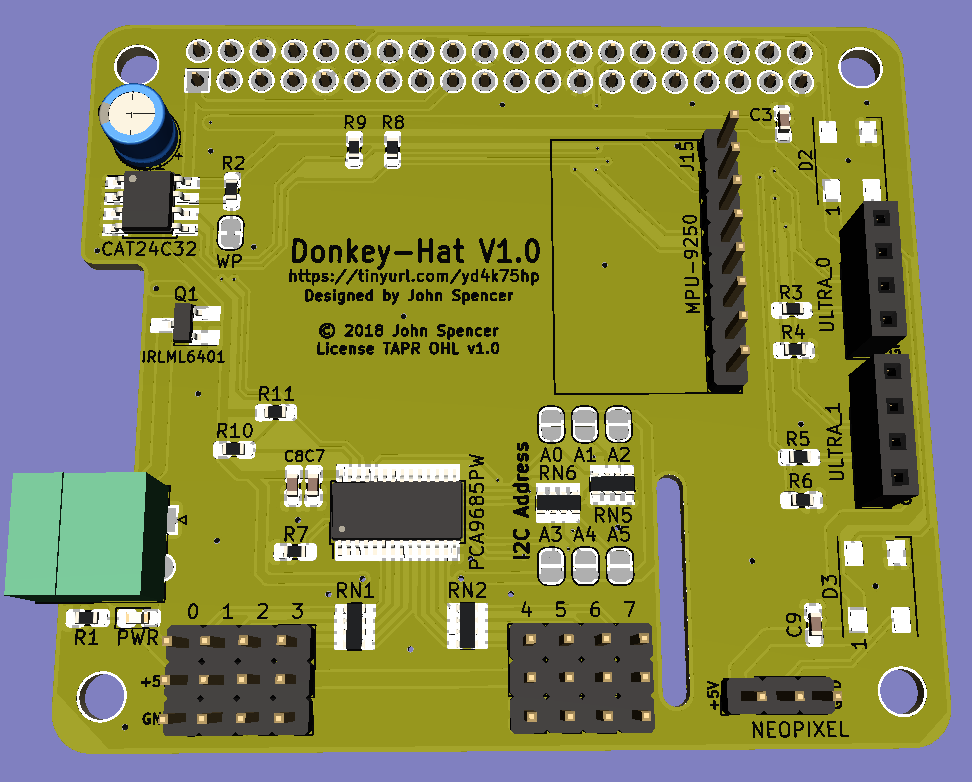 C3
R9 R8
D2
R2
J15
1
CAT24C32
WP
MPU-9250
ULTRA_0
Donkey-Hat V1.0
https://tinyurl.com/yd4k75hp
Designed by John Spencer
© 2018 John Spencer
License TAPR OHL v1.0
Q1
IRLML6401
R3
R4
R11
R10
C8 C7
A0 A1 A2
RN6
RN5
I2C Address
A3 A4 A5
PCA9685PW
R7
R5
R6
ULTRA_1
D3
1
RN1 RN2
0 1 2 3
4 5 6 7
R1 PWR
C9
+5
GN
+5V
NEOPIXEL